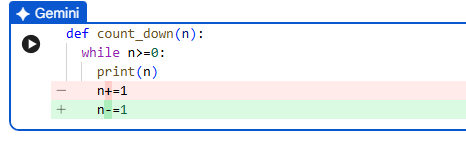 Gemini
def count_down(n):
while n>=0:
print(n)
− n+=1
+ n-=1